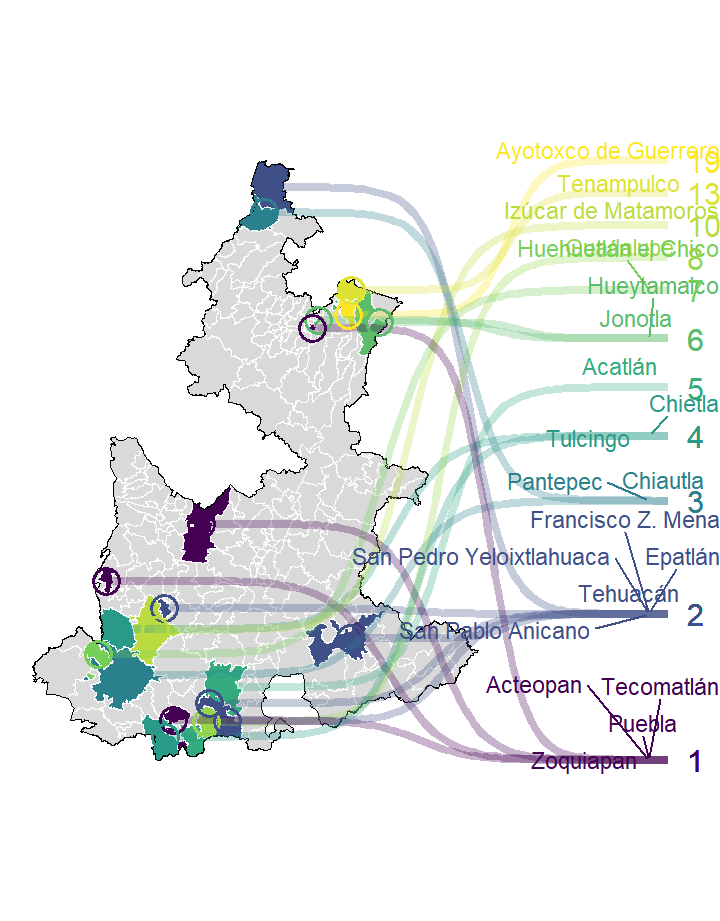 Ayotoxco de Guerrero
19
Tenampulco
13
Izúcar de Matamoros
10
Huehuetlán el Chico
Guadalupe
8
Hueytamalco
7
Jonotla
6
Acatlán
5
Chietla
Tulcingo
4
Pantepec
Chiautla
3
Francisco Z. Mena
San Pedro Yeloixtlahuaca
Epatlán
Tehuacán
2
San Pablo Anicano
Acteopan
Tecomatlán
Puebla
Zoquiapan
1